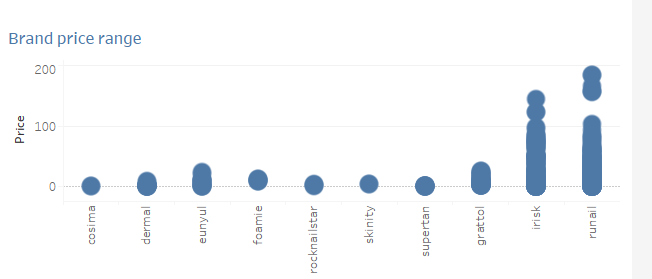 Brand price range
200
100
0
Price
cosima
dermal
eunyul
foamie
rocknailstar
skinity
supertan
grattol
irisk
runail